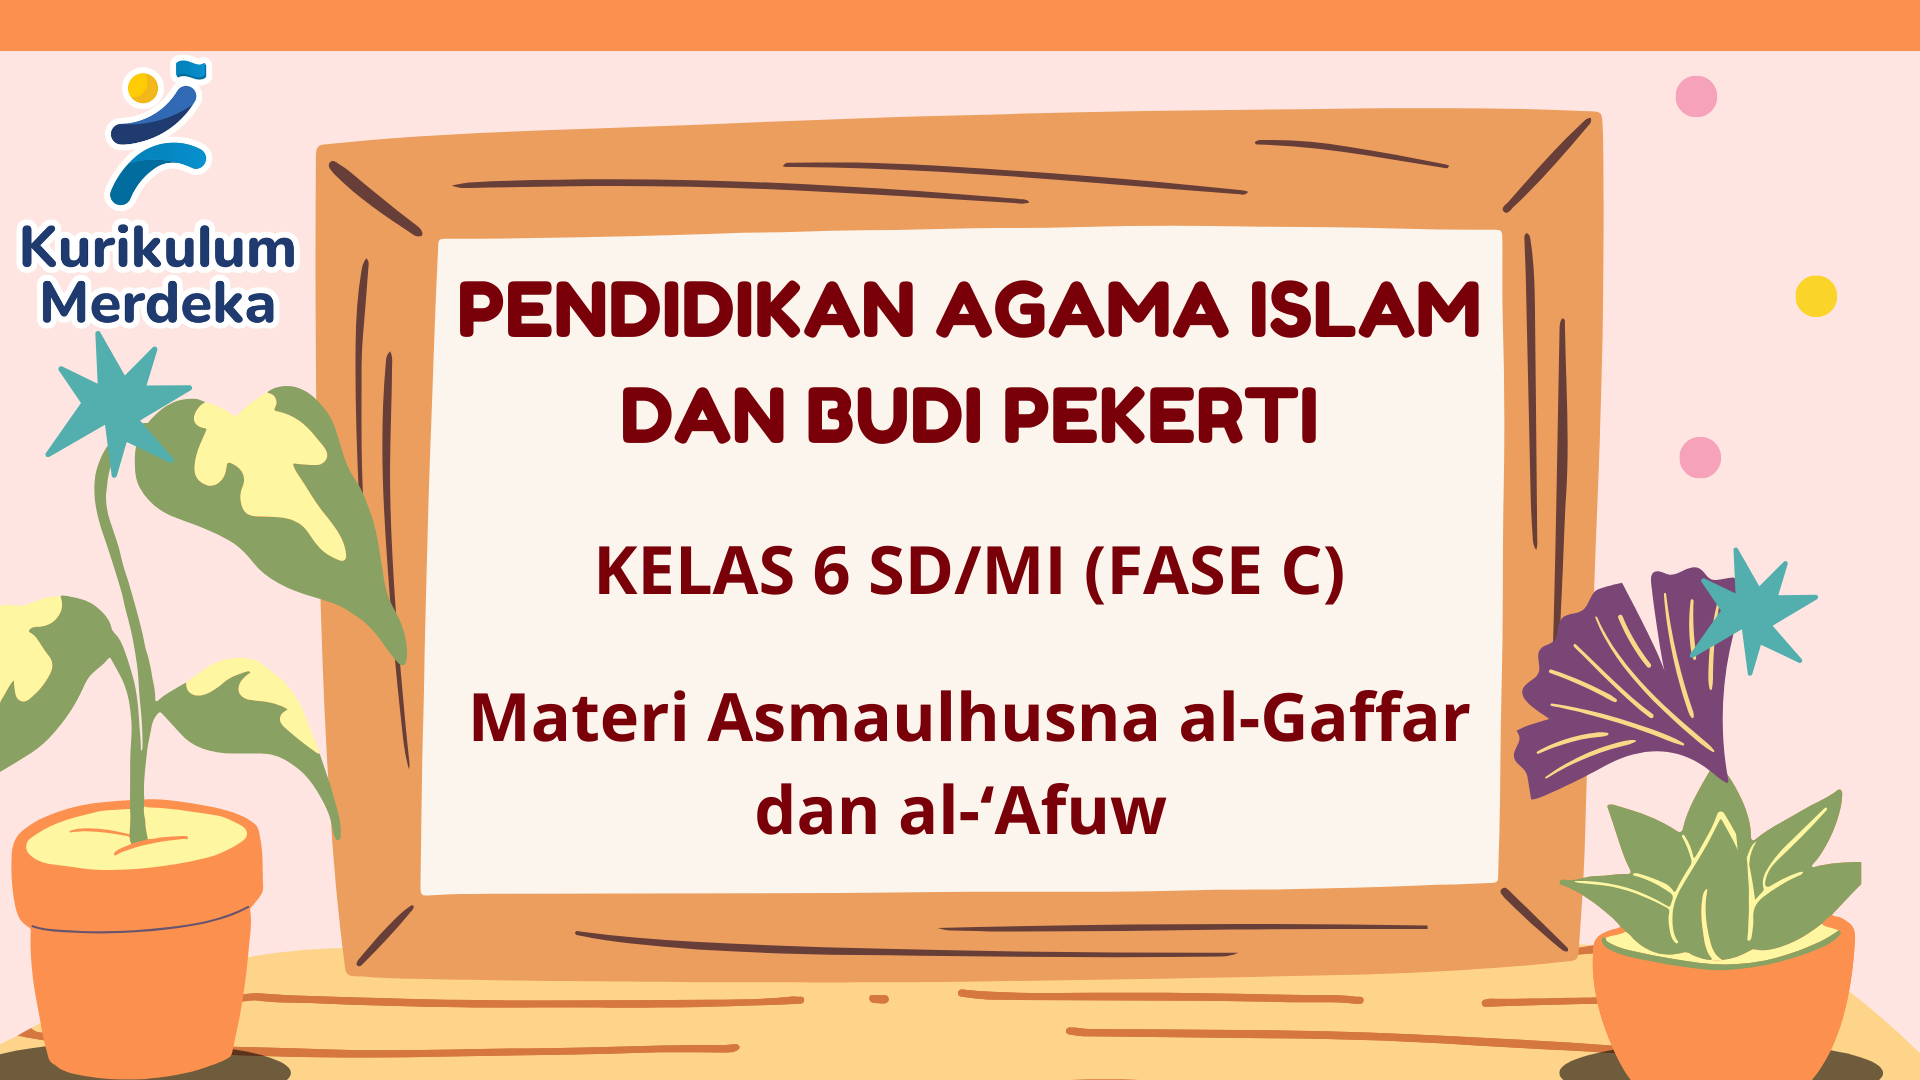 Kurikulum
Merdeka
PENDIDIKAN AGAMA ISLAM
DAN BUDI PEKERTI
KELAS 6 SD/MI (FASE C)
Materi Asmaulhusna al-Gaffar
dan al-‘Afuw